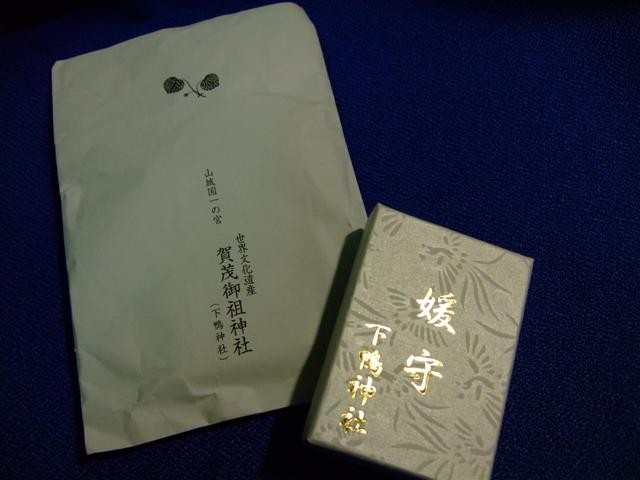 山城国一の宮
世界文化遺産
賀茂御祖神社
（下鴨神社）
媛守
下鴨神社